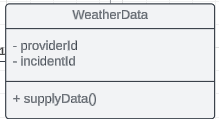 WeatherData
- providerId
1
- incidentId
+ supplyData()